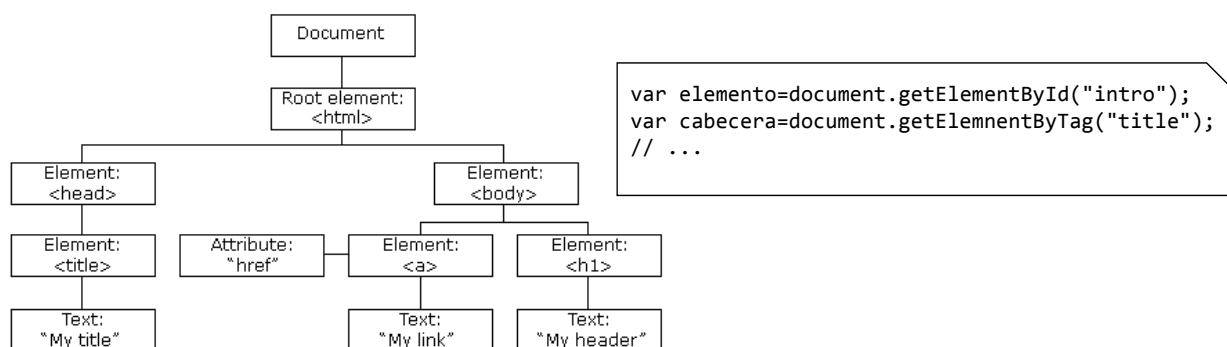 Document
Root element:
<html>
Element:
<head>
Element:
<body>
Element:
<title>
Attribute:
"href"
Element:
<a>
Element:
<h1>
Text:
"My title"
Text:
"My link"
Text:
"My header"
var elemento=document.getElementById("intro");
var cabecera=document.getElemnentByTag("title");
// ...